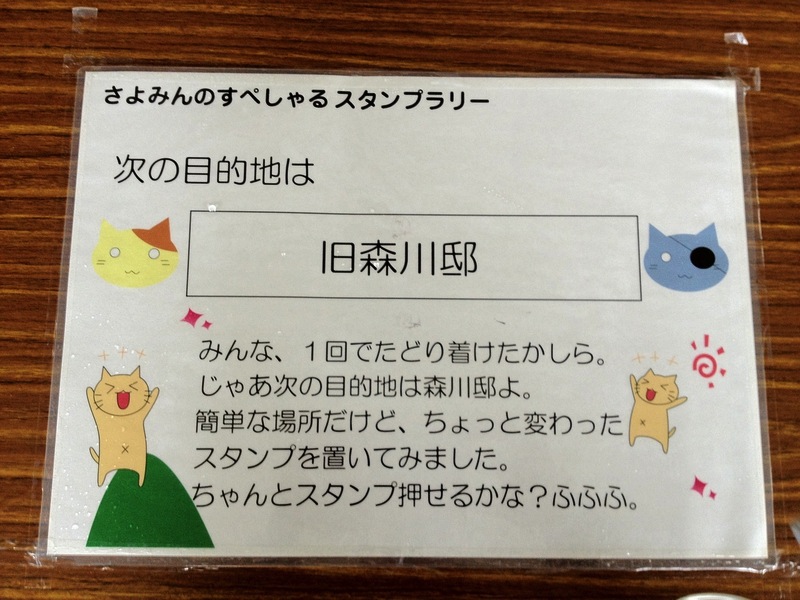 さよみんのすぺしゃるスタンプラリー
次の目的地は
旧森川邸
みんな、１回でたどり着けたかしら。
じゃあ次の目的地は森川邸よ。
簡単な場所だけど、ちょっと変わった
スタンプを置いてみました。
ちゃんとスタンプ押せるかな？ふふふ。